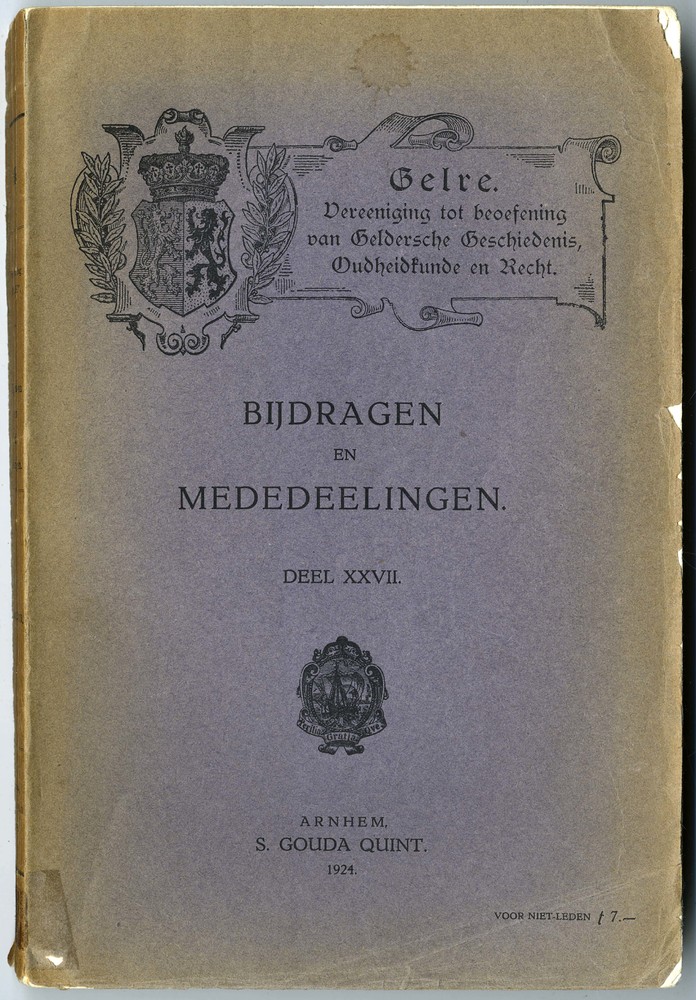 Gelre.
Vereeniging tot beoefening
van Geldersche Geschiedenis,
Oudheidkunde en Recht.
BIJDRAGEN
EN
MEDEDEELINGEN.
DEEL XXVII.
Gratia
ARNHEM,
S. GOUDA QUINT.
1924.
VOOR NIET-LEDEN f 7.—